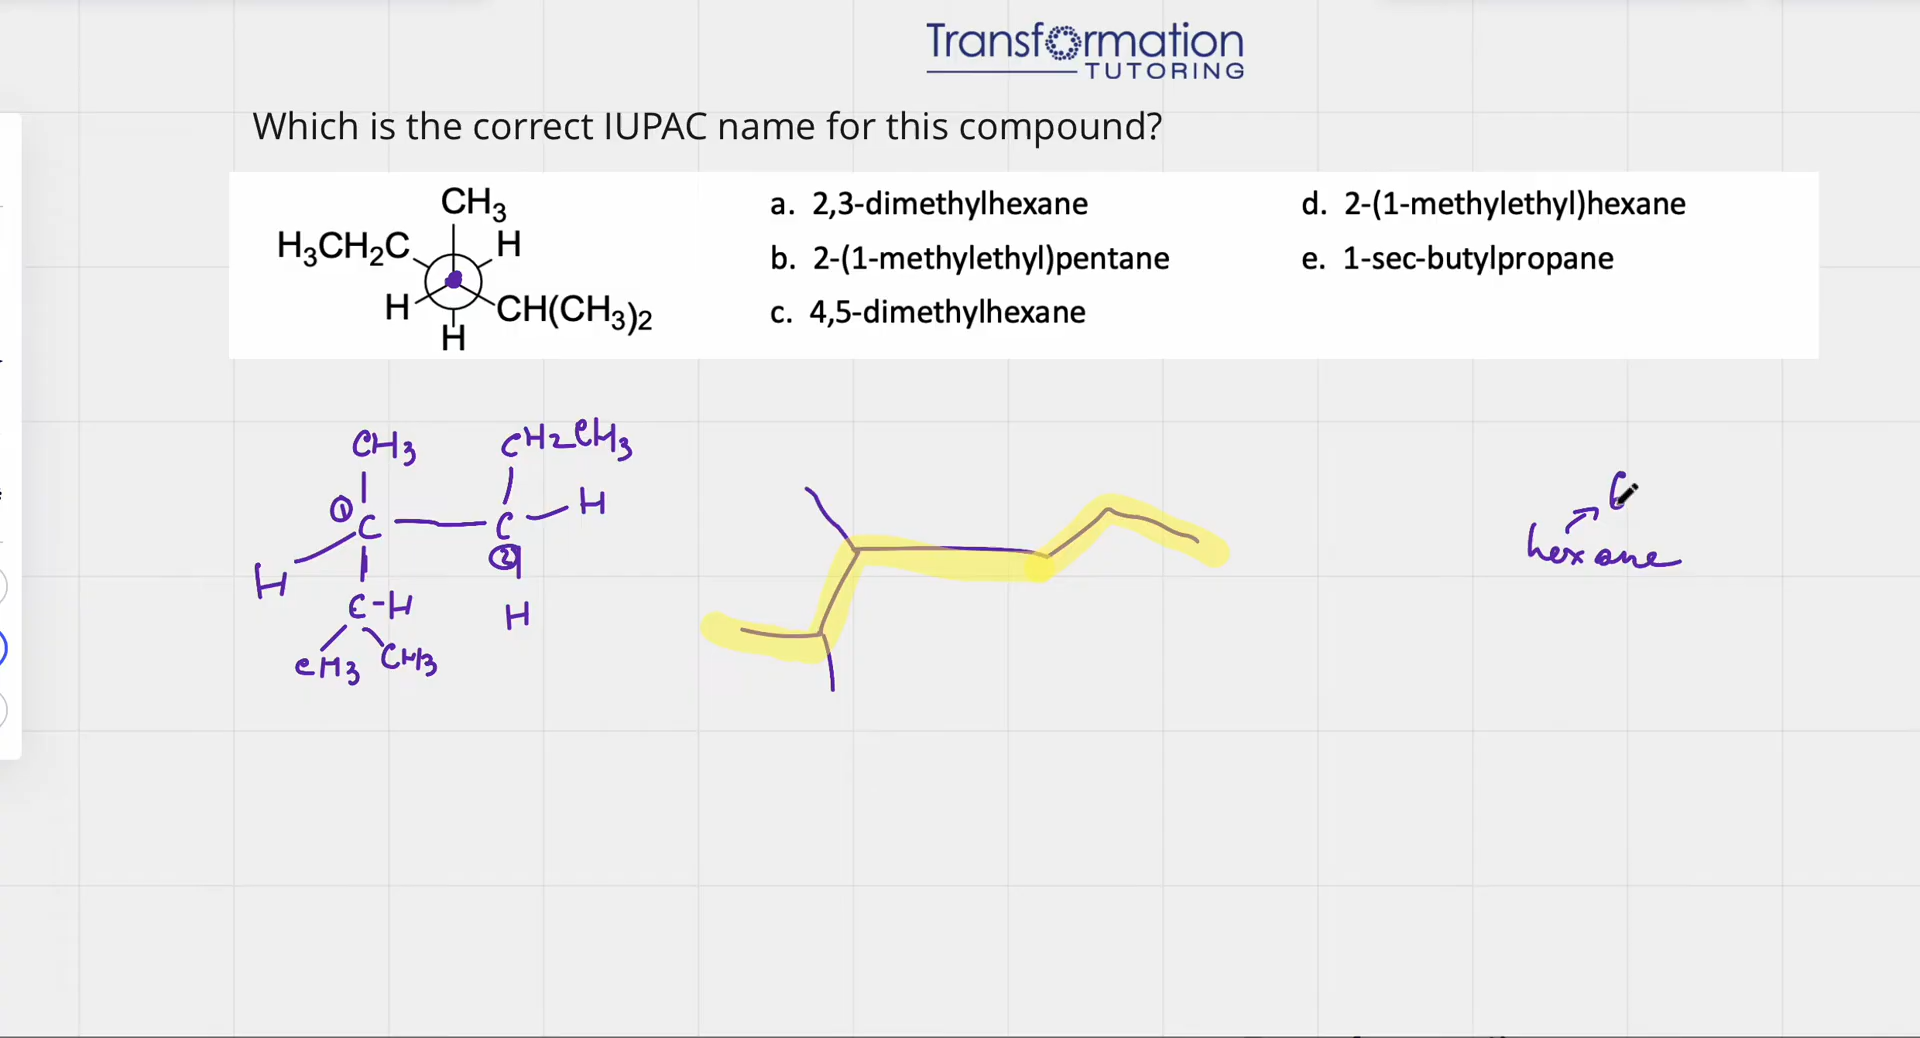 Transformation
TUTORING
Which is the correct IUPAC name for this compound?
CH3
H3CH2C H
H CH(CH3)2
H
a. 2,3-dimethylhexane
b. 2-(1-methylethyl)pentane
c. 4,5-dimethylhexane
d. 2-(1-methylethyl)hexane
e. 1-sec-butylpropane
CH3 CH2CH3
1 C C H
2
H
C-H H
CH3 CH3
6
hexane